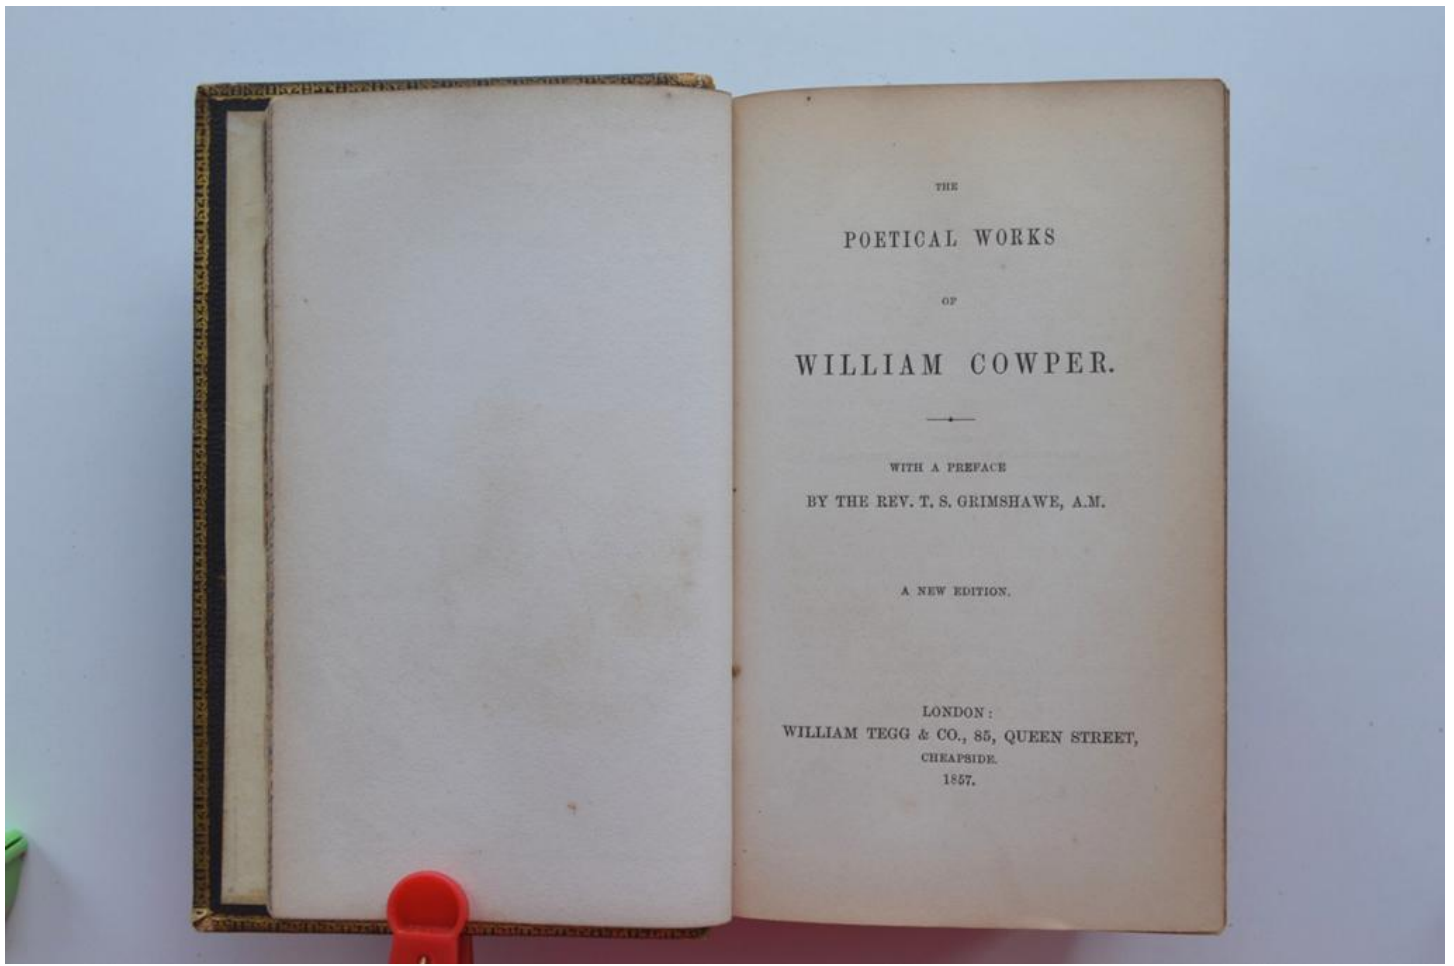 THE
POETICAL WORKS
OF
WILLIAM COWPER.
WITH A PREFACE
BY THE REV. T. S. GRIMSHAWE, A.M.
A NEW EDITION.
LONDON:
WILLIAM TEGG & CO., 85, QUEEN STREET,
CHEAPSIDE.
1857.